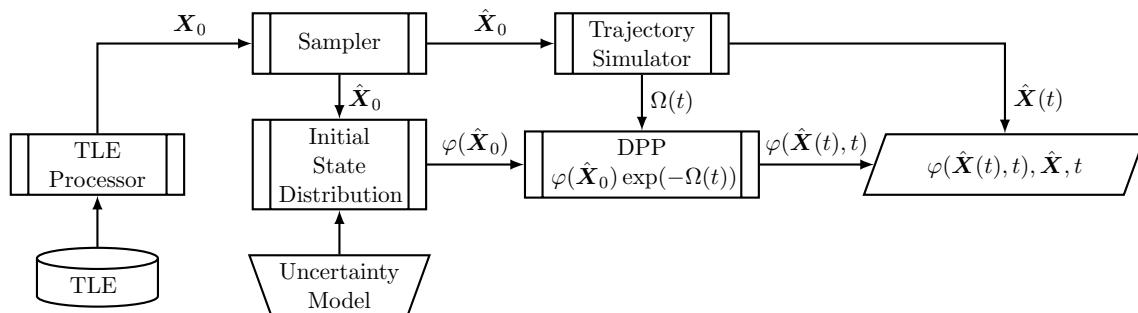 𝑿₀
Sampler
𝑿̂₀
Trajectory
Simulator
𝑿̂₀
Ω(t)
𝑿̂(t)
TLE
Processor
Initial
State
Distribution
φ(𝑿̂₀)
DPP
φ(𝑿̂₀) exp(−Ω(t))
φ(𝑿̂(t), t)
φ(𝑿̂(t), t), 𝑿̂, t
TLE
Uncertainty
Model